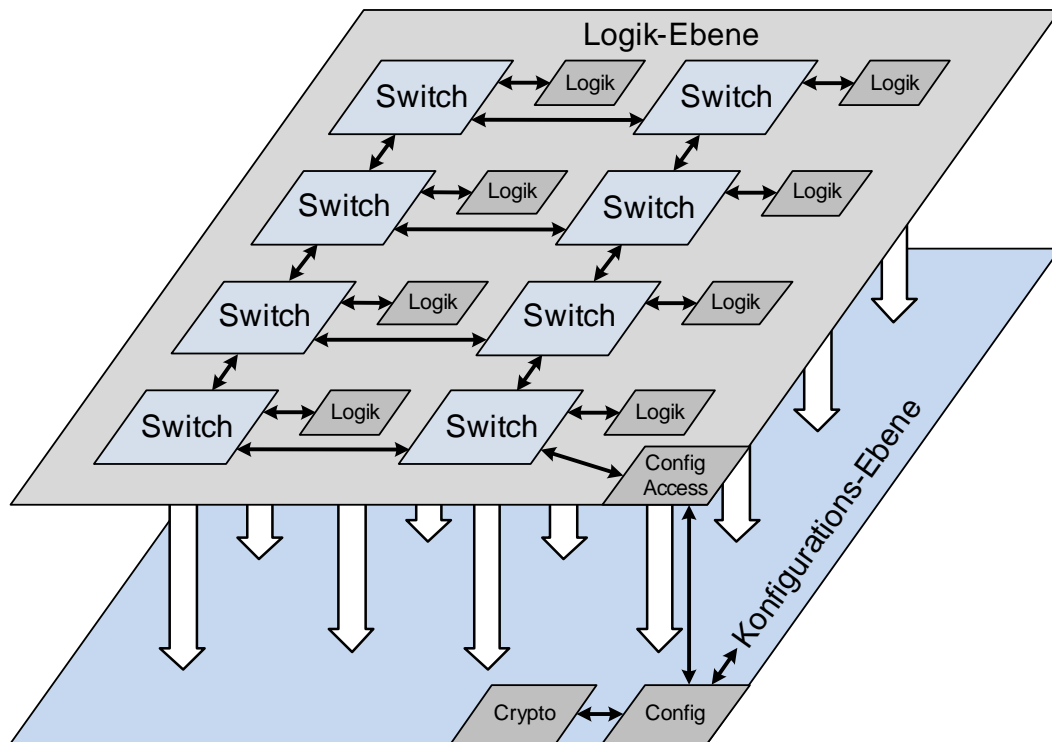 Logik-Ebene
Switch
Logik
Switch
Logik
Switch
Logik
Switch
Logik
Switch
Logik
Switch
Logik
Switch
Logik
Switch
Logik
Config
Access
Konfigurations-Ebene
Crypto
Config